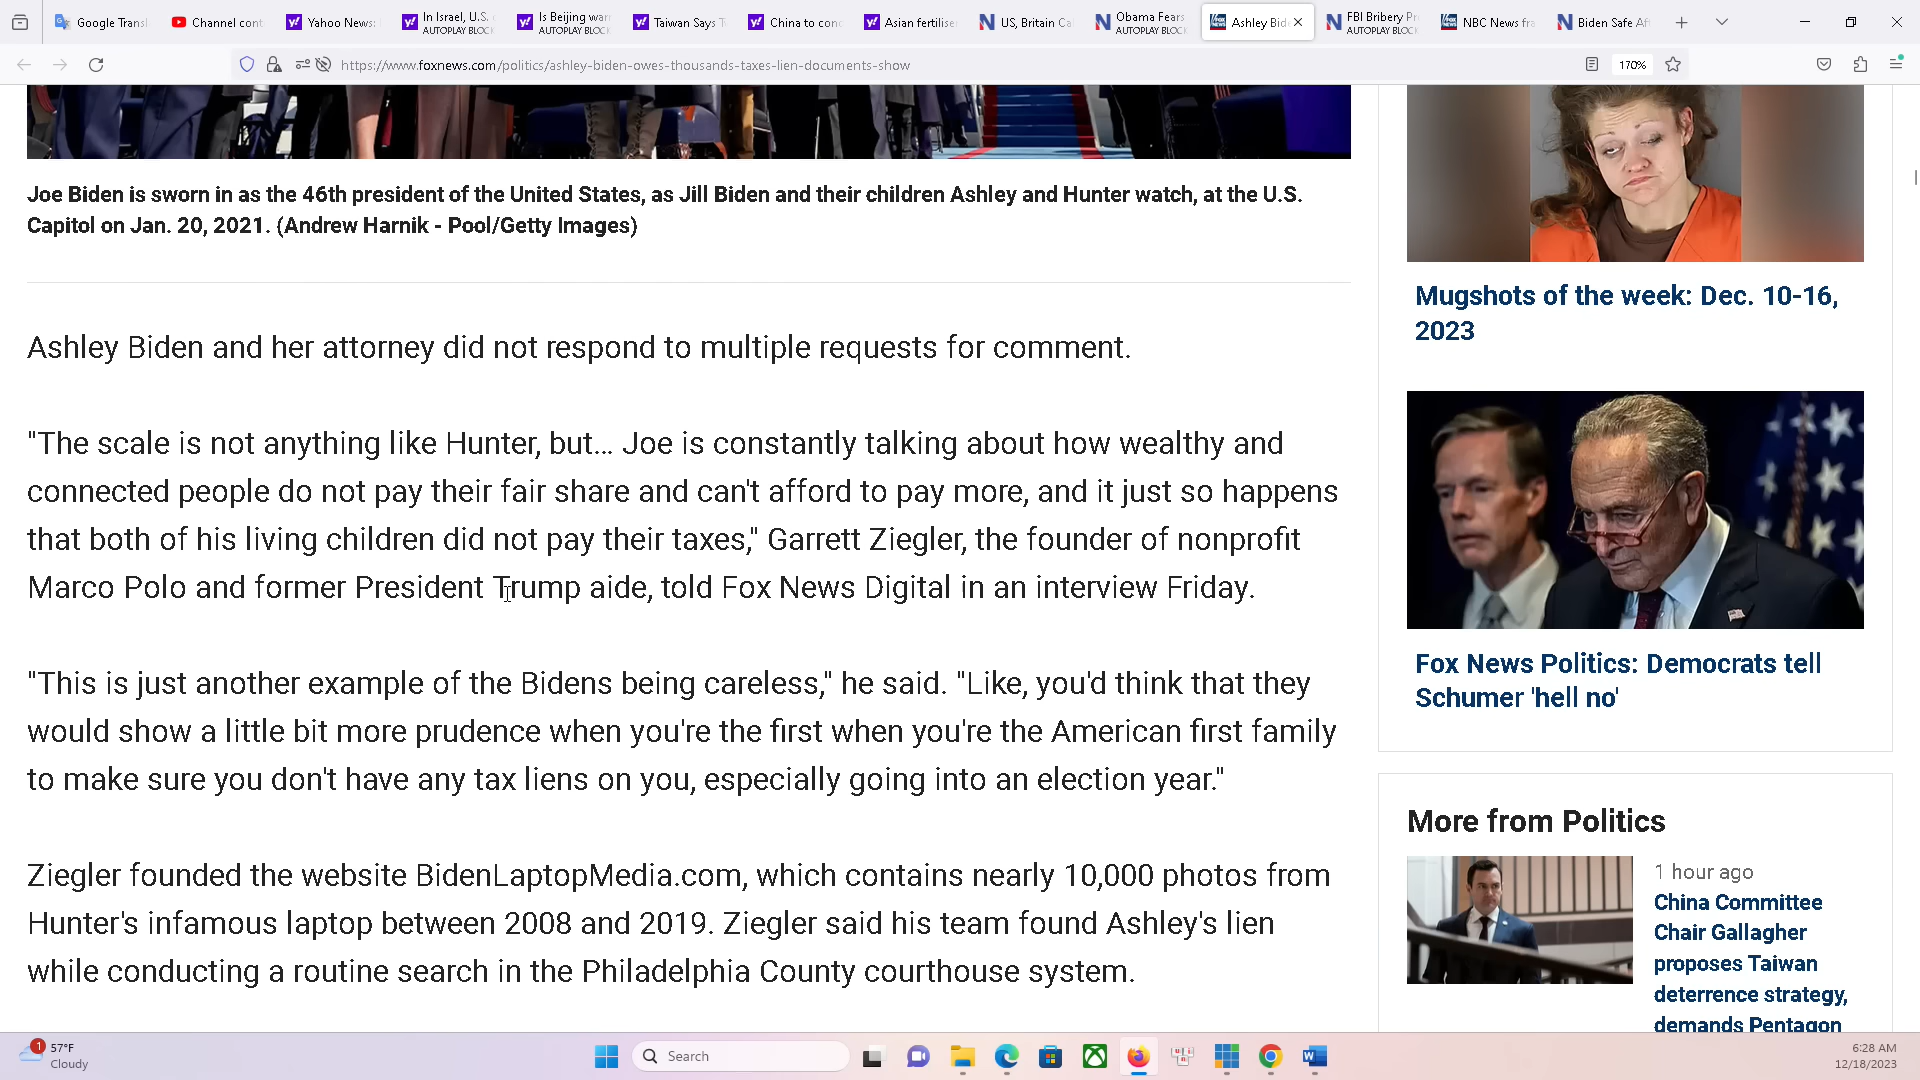 Google Transl
Channel cont
Yahoo News:
In Israel, U.S.
AUTOPLAY BLOCK
Is Beijing wan
AUTOPLAY BLOCK
Taiwan Says T
China to cond
Asian fertilise
US, Britain Ca
Obama Fears
AUTOPLAY BLOCK
Ashley Bid
FBI Bribery Pr
AUTOPLAY BLOCK
NBC News fra
Biden Safe Af
https://www.foxnews.com/politics/ashley-biden-owes-thousands-taxes-lien-documents-show
170%
Joe Biden is sworn in as the 46th president of the United States, as Jill Biden and their children Ashley and Hunter watch, at the U.S.
Capitol on Jan. 20, 2021. (Andrew Harnik - Pool/Getty Images)
Ashley Biden and her attorney did not respond to multiple requests for comment.
"The scale is not anything like Hunter, but… Joe is constantly talking about how wealthy and
connected people do not pay their fair share and can't afford to pay more, and it just so happens
that both of his living children did not pay their taxes," Garrett Ziegler, the founder of nonprofit
Marco Polo and former President Trump aide, told Fox News Digital in an interview Friday.
"This is just another example of the Bidens being careless," he said. "Like, you'd think that they
would show a little bit more prudence when you're the first when you're the American first family
to make sure you don't have any tax liens on you, especially going into an election year."
Ziegler founded the website BidenLaptopMedia.com, which contains nearly 10,000 photos from
Hunter's infamous laptop between 2008 and 2019. Ziegler said his team found Ashley's lien
while conducting a routine search in the Philadelphia County courthouse system.
Mugshots of the week: Dec. 10-16,
2023
Fox News Politics: Democrats tell
Schumer 'hell no'
More from Politics
1 hour ago
China Committee
Chair Gallagher
proposes Taiwan
deterrence strategy,
demands Pentagon
1
57°F
Cloudy
Search
6:28 AM
12/18/2023